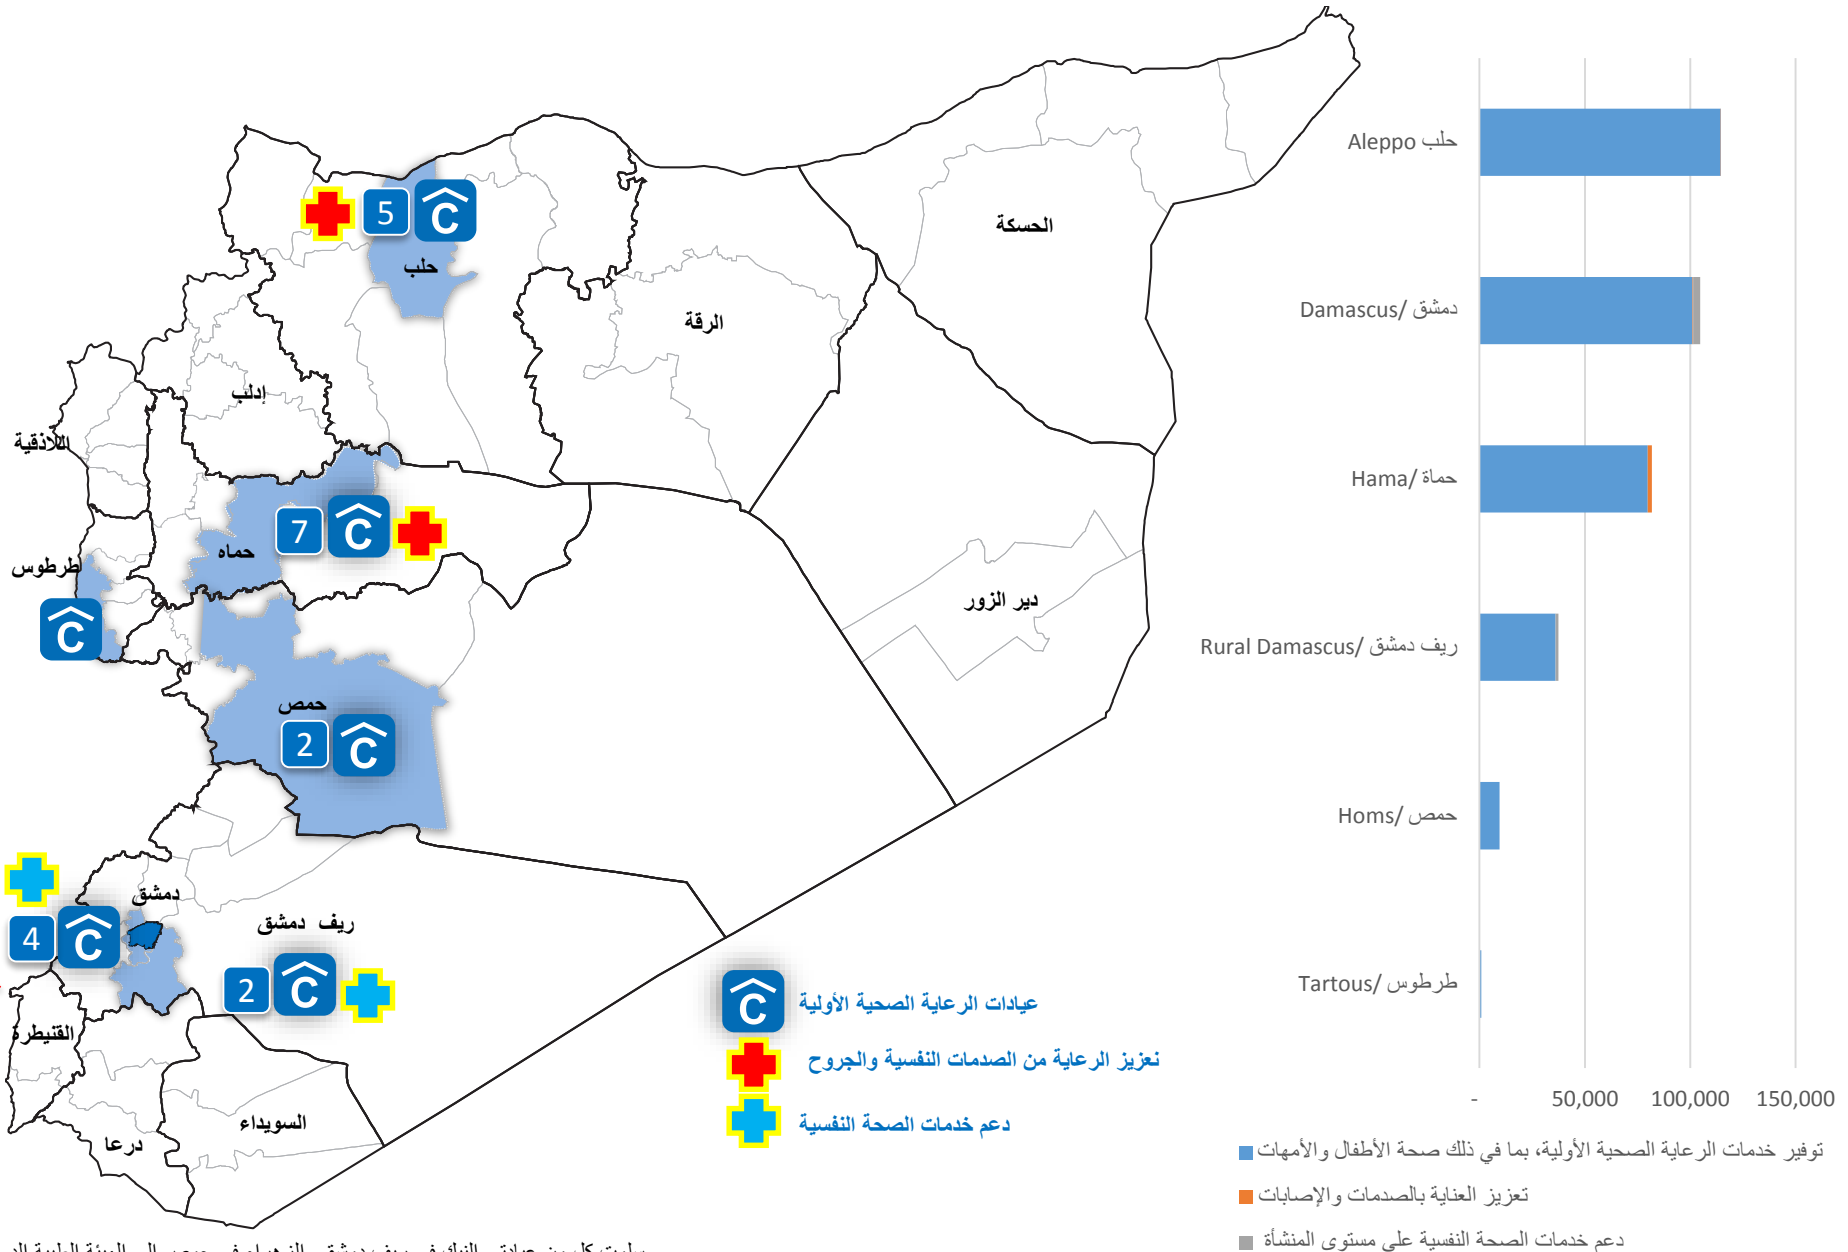 الحسكة
5
حلب
الرقة
إدلب
اللاذقية
7
حماه
طرطوس
دير الزور
حمص
2
دمشق
4
ريف دمشق
2
القنيطرة
السويداء
درعا
عيادات الرعاية الصحية الأولية
تعزيز الرعاية من الصدمات النفسية والجروح
دعم خدمات الصحة النفسية
Aleppo حلب
Damascus/ دمشق
Hama/ حماة
Rural Damascus/ ريف دمشق
Homs/ حمص
Tartous/ طرطوس
- 50,000 100,000 150,000
توفير خدمات الرعاية الصحية الأولية، بما في ذلك صحة الأطفال والأمهات
تعزيز العناية بالصدمات والإصابات
دعم خدمات الصحة النفسية على مستوى المنشأة